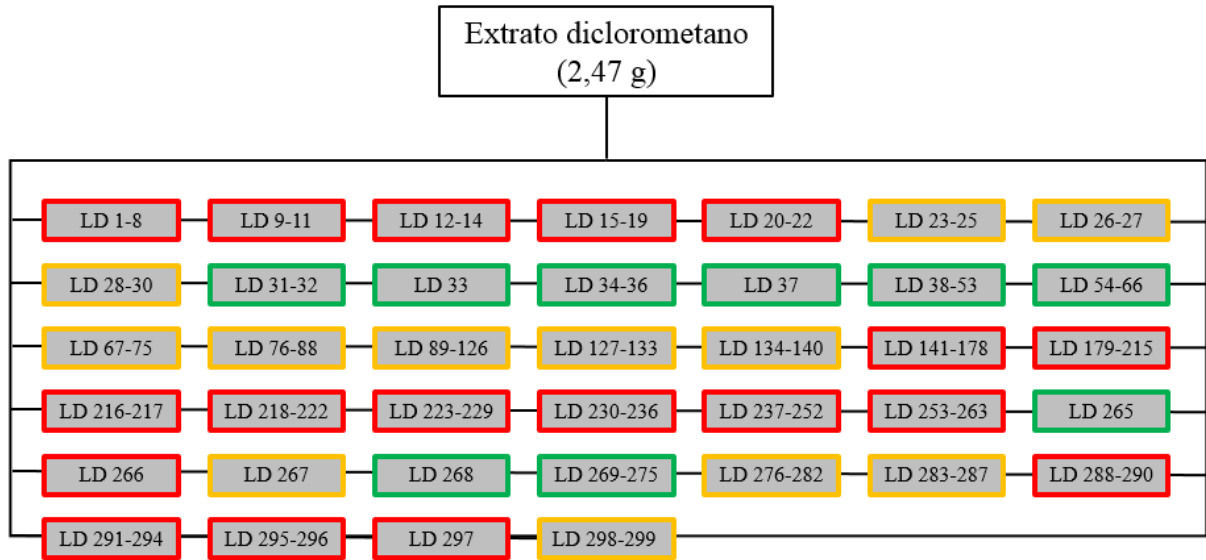 Extrato diclorometano
(2,47 g)
LD 1-8 LD 9-11 LD 12-14 LD 15-19 LD 20-22 LD 23-25 LD 26-27
LD 28-30 LD 31-32 LD 33 LD 34-36 LD 37 LD 38-53 LD 54-66
LD 67-75 LD 76-88 LD 89-126 LD 127-133 LD 134-140 LD 141-178 LD 179-215
LD 216-217 LD 218-222 LD 223-229 LD 230-236 LD 237-252 LD 253-263 LD 265
LD 266 LD 267 LD 268 LD 269-275 LD 276-282 LD 283-287 LD 288-290
LD 291-294 LD 295-296 LD 297 LD 298-299